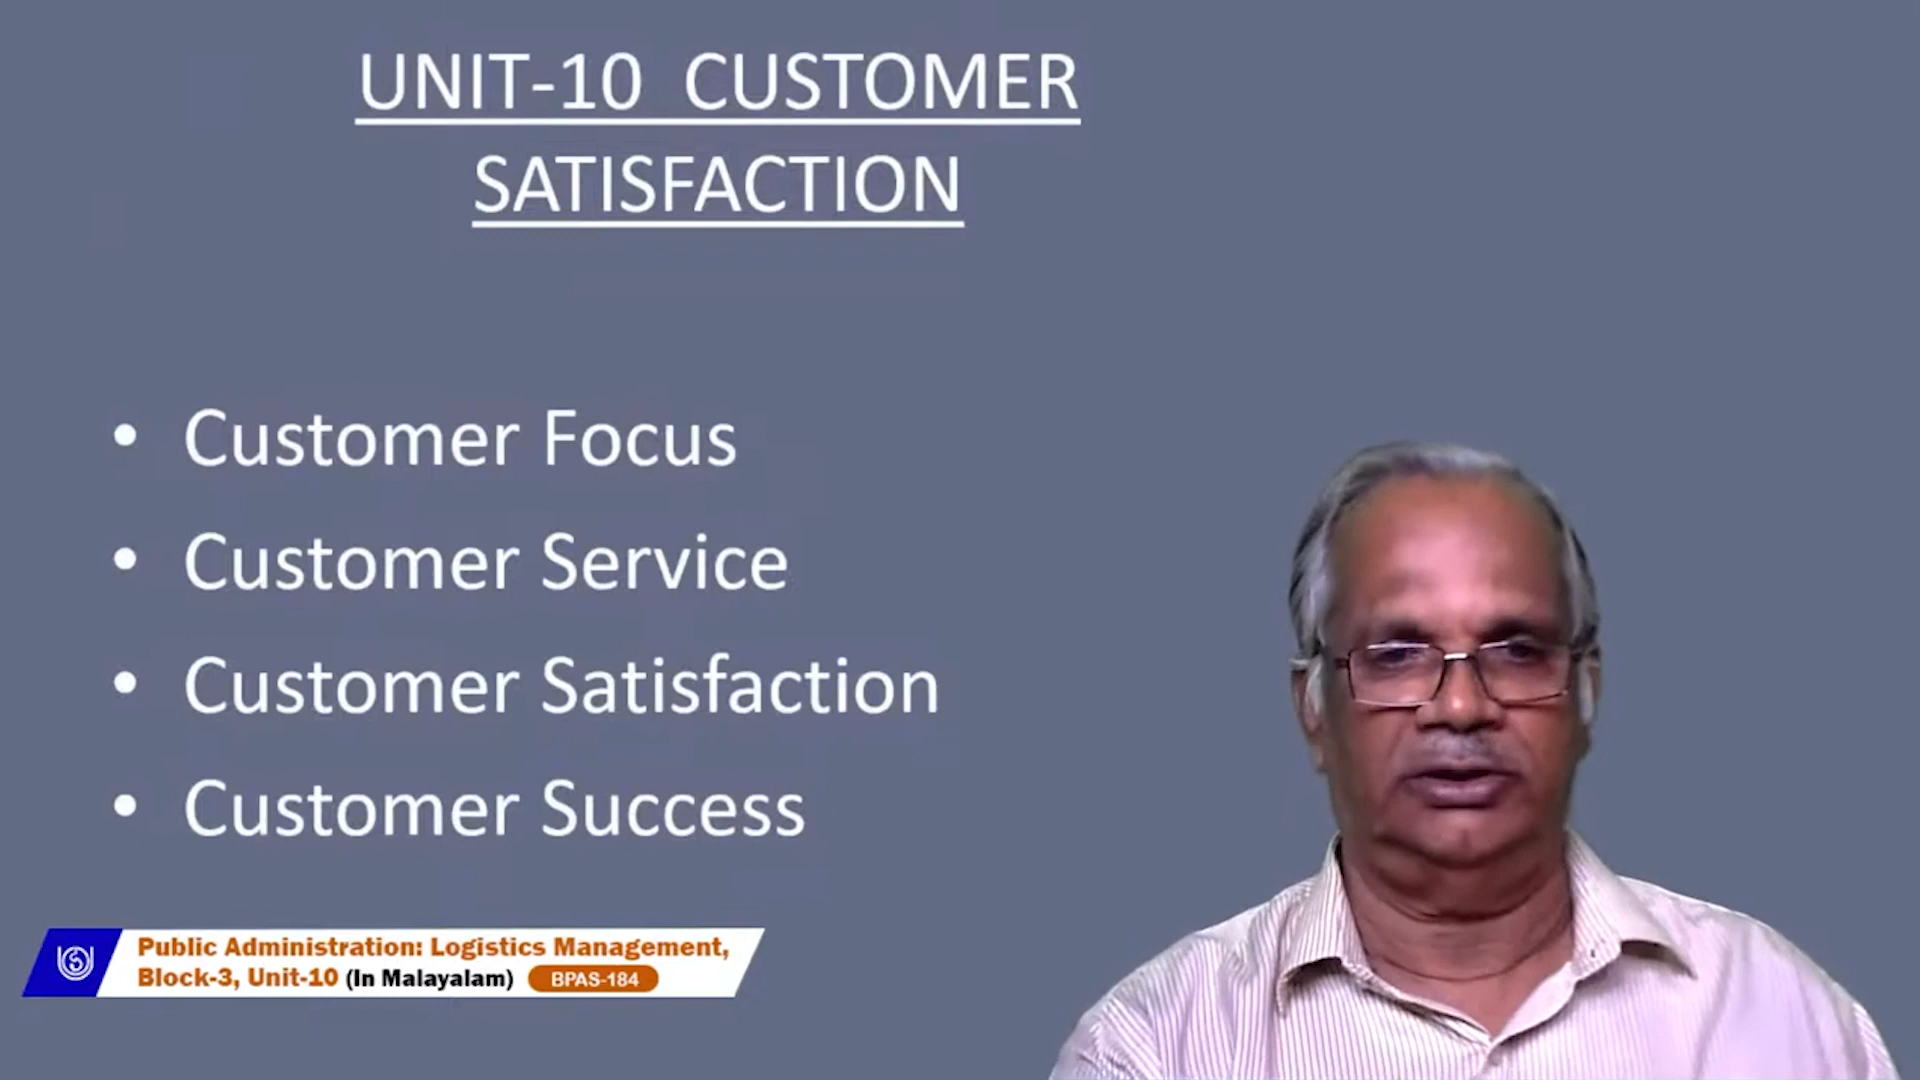 UNIT-10 CUSTOMER
SATISFACTION
• Customer Focus
• Customer Service
• Customer Satisfaction
• Customer Success
Public Administration: Logistics Management,
Block-3, Unit-10 (In Malayalam) BPAS-184